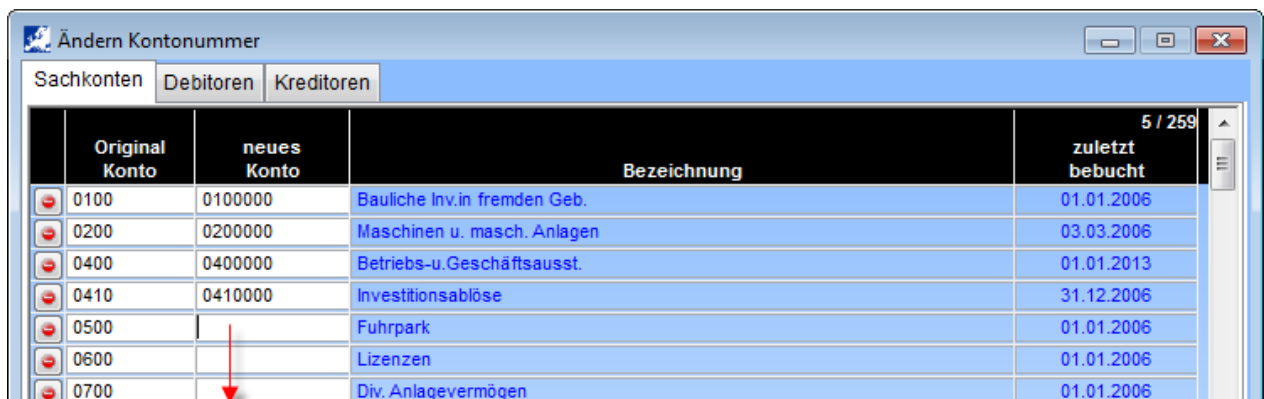 Ändern Kontonummer
Sachkonten Debitoren Kreditoren
5 / 259
Original Konto neues Konto Bezeichnung zuletzt bebucht
0100 0100000 Bauliche Inv.in fremden Geb. 01.01.2006
0200 0200000 Maschinen u. masch. Anlagen 03.03.2006
0400 0400000 Betriebs-u.Geschäftsausst. 01.01.2013
0410 0410000 Investitionsablöse 31.12.2006
0500 Fuhrpark 01.01.2006
0600 Lizenzen 01.01.2006
0700 Div. Anlagevermögen 01.01.2006